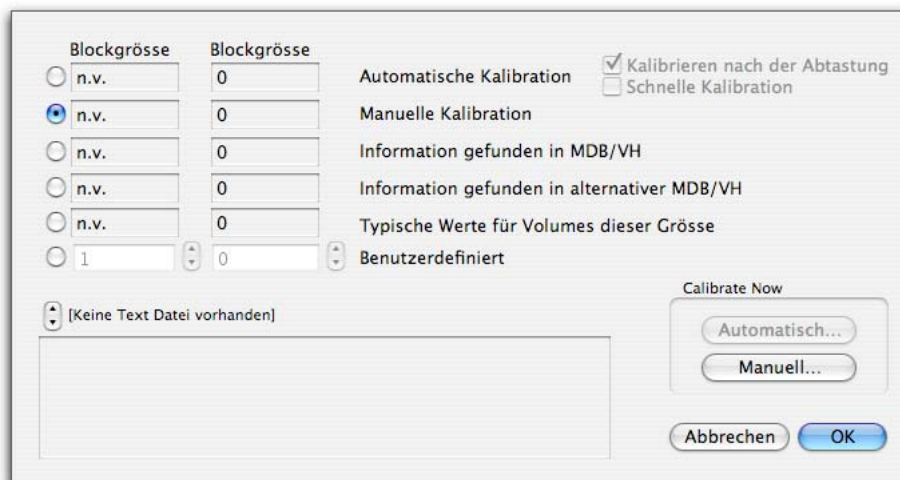 Blockgrösse Blockgrösse
n.v. 0 Automatische Kalibration Kalibrieren nach der Abtastung
Schnelle Kalibration
n.v. 0 Manuelle Kalibration
n.v. 0 Information gefunden in MDB/VH
n.v. 0 Information gefunden in alternativer MDB/VH
n.v. 0 Typische Werte für Volumes dieser Grösse
1 0 Benutzerdefiniert
[Keine Text Datei vorhanden]
Calibrate Now
Automatisch...
Manuell...
Abbrechen OK